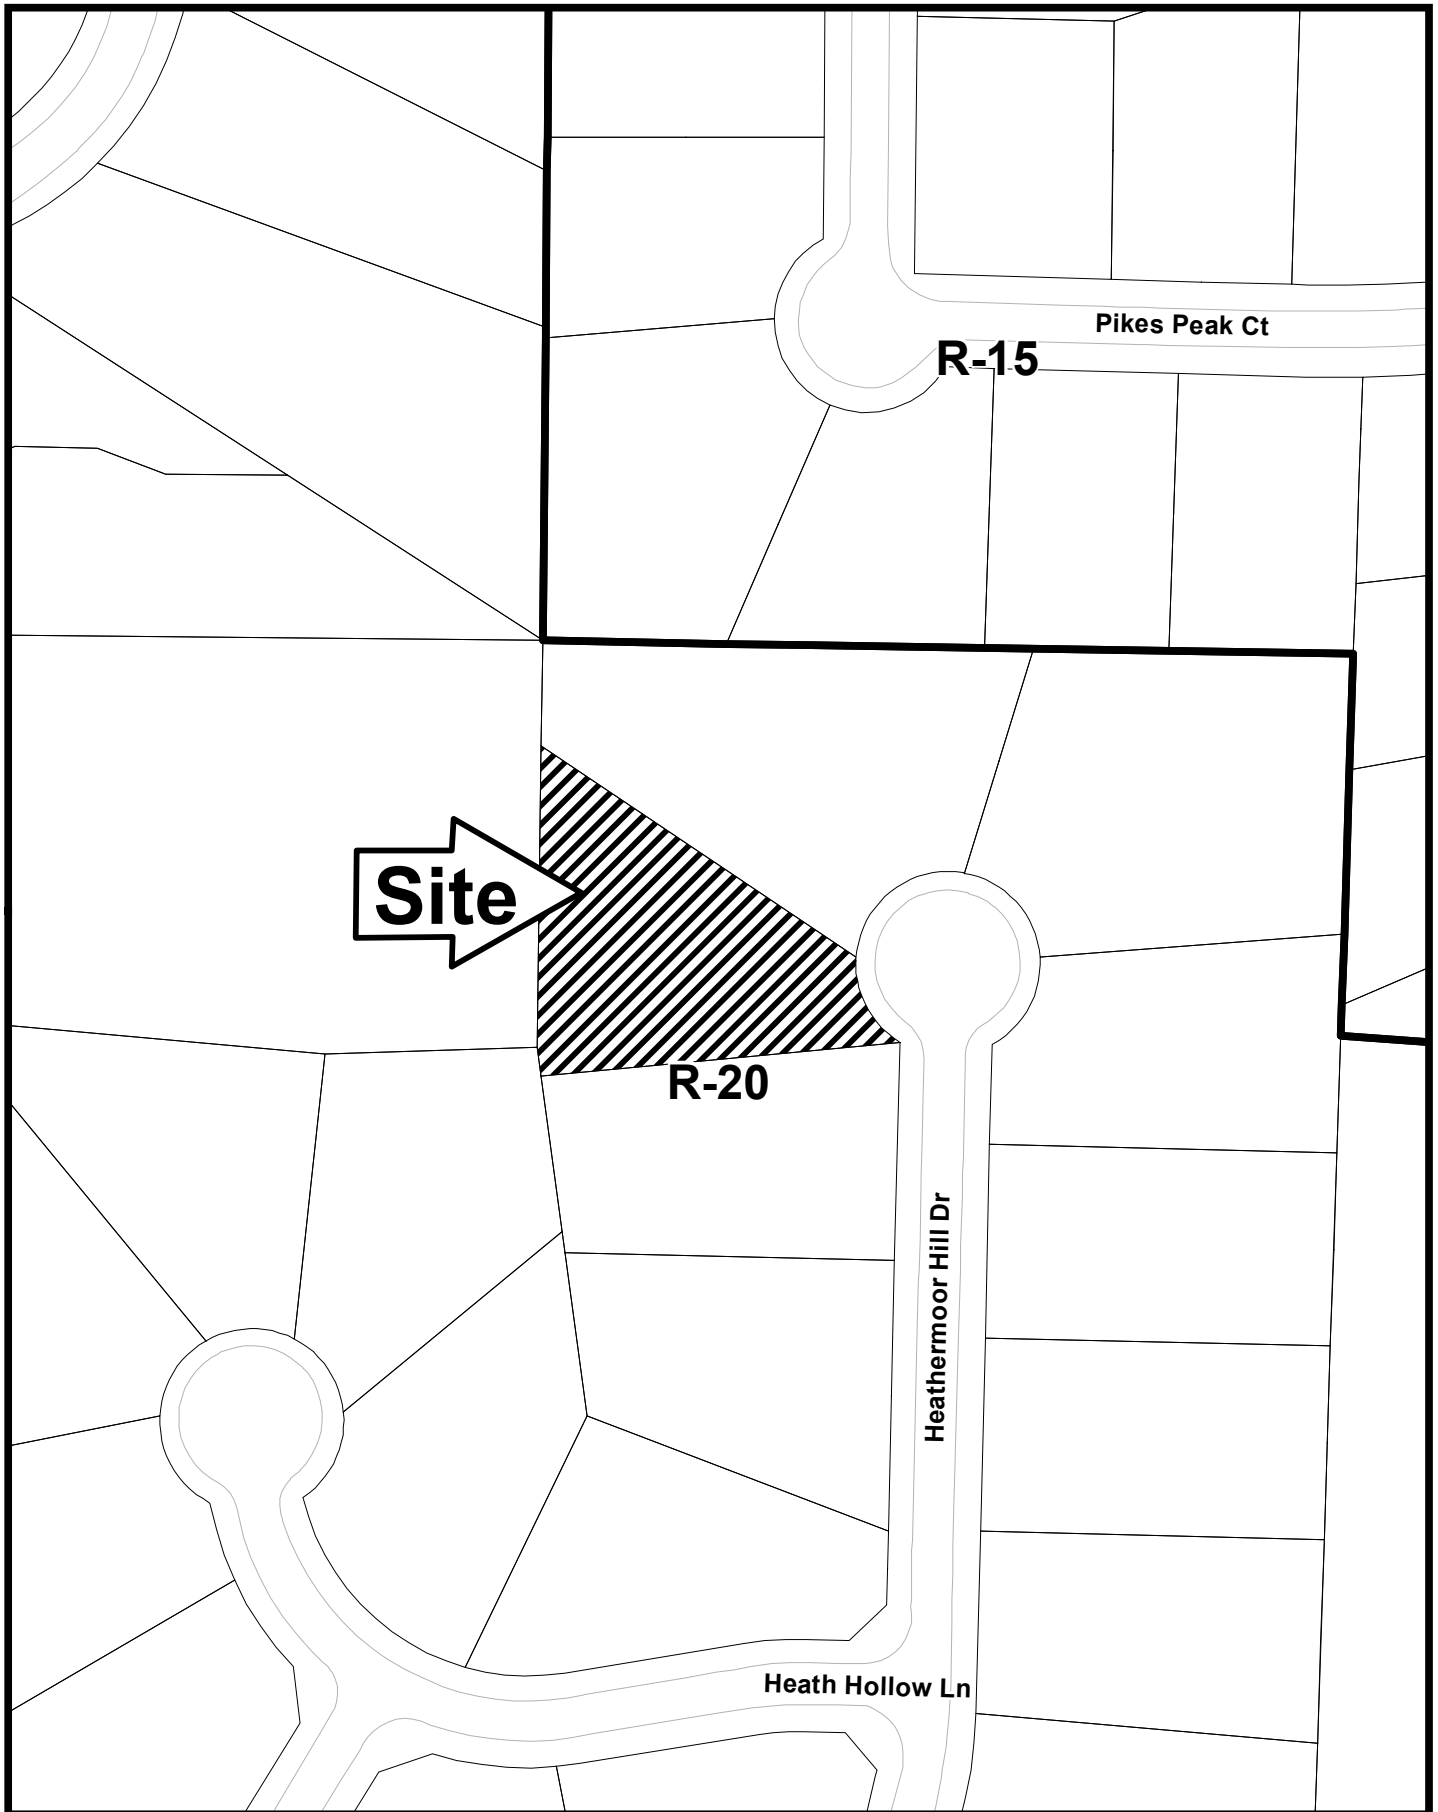 Pikes Peak Ct
R-15
Site
R-20
Heathermoor Hill Dr
Heath Hollow Ln